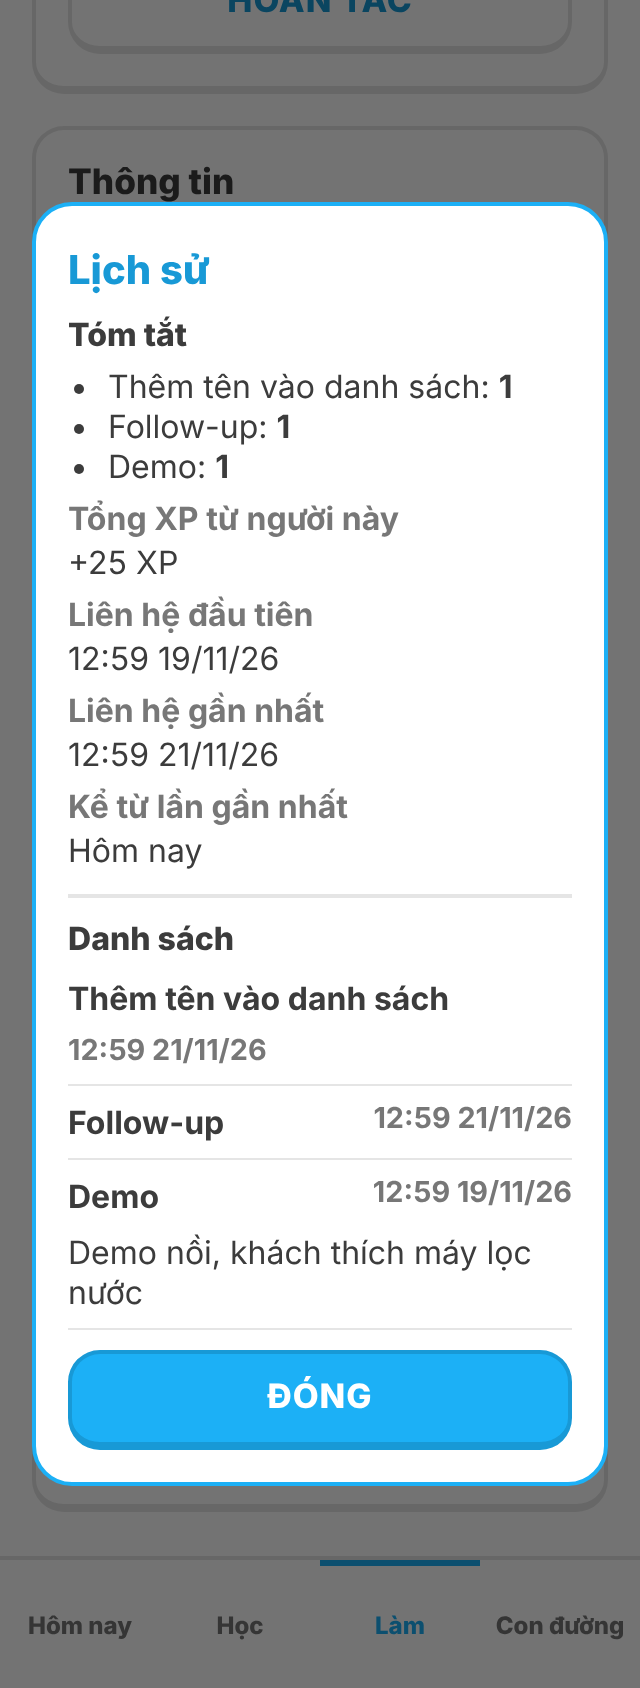 HOÀN TÁC
Thông tin
Lịch sử
Tóm tắt
• Thêm tên vào danh sách: 1
• Follow-up: 1
• Demo: 1
Tổng XP từ người này
+25 XP
Liên hệ đầu tiên
12:59 19/11/26
Liên hệ gần nhất
12:59 21/11/26
Kể từ lần gần nhất
Hôm nay
Danh sách
Thêm tên vào danh sách
12:59 21/11/26
Follow-up 12:59 21/11/26
Demo 12:59 19/11/26
Demo nồi, khách thích máy lọc
nước
ĐÓNG
Hôm nay Học Làm Con đường